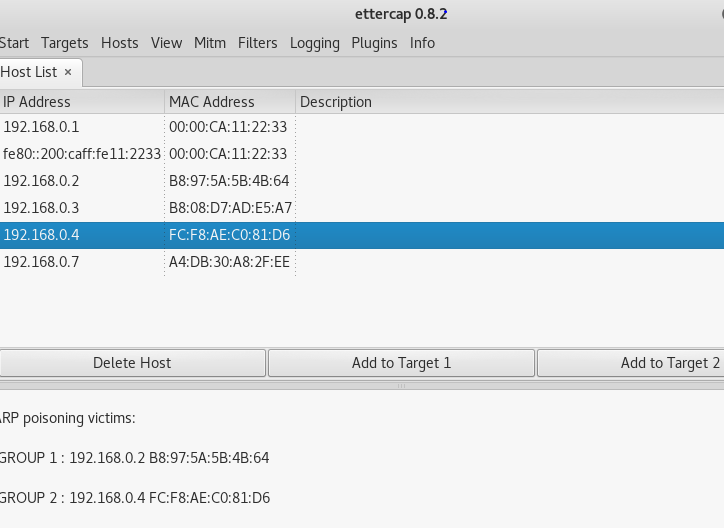 ettercap 0.8.2
Start Targets Hosts View Mitm Filters Logging Plugins Info
Host List ×
IP Address MAC Address Description
192.168.0.1 00:00:CA:11:22:33
fe80::200:caff:fe11:2233 00:00:CA:11:22:33
192.168.0.2 B8:97:5A:5B:4B:64
192.168.0.3 B8:08:D7:AD:E5:A7
192.168.0.4 FC:F8:AE:C0:81:D6
192.168.0.7 A4:DB:30:A8:2F:EE
Delete Host Add to Target 1 Add to Target 2
ARP poisoning victims:
GROUP 1 : 192.168.0.2 B8:97:5A:5B:4B:64
GROUP 2 : 192.168.0.4 FC:F8:AE:C0:81:D6